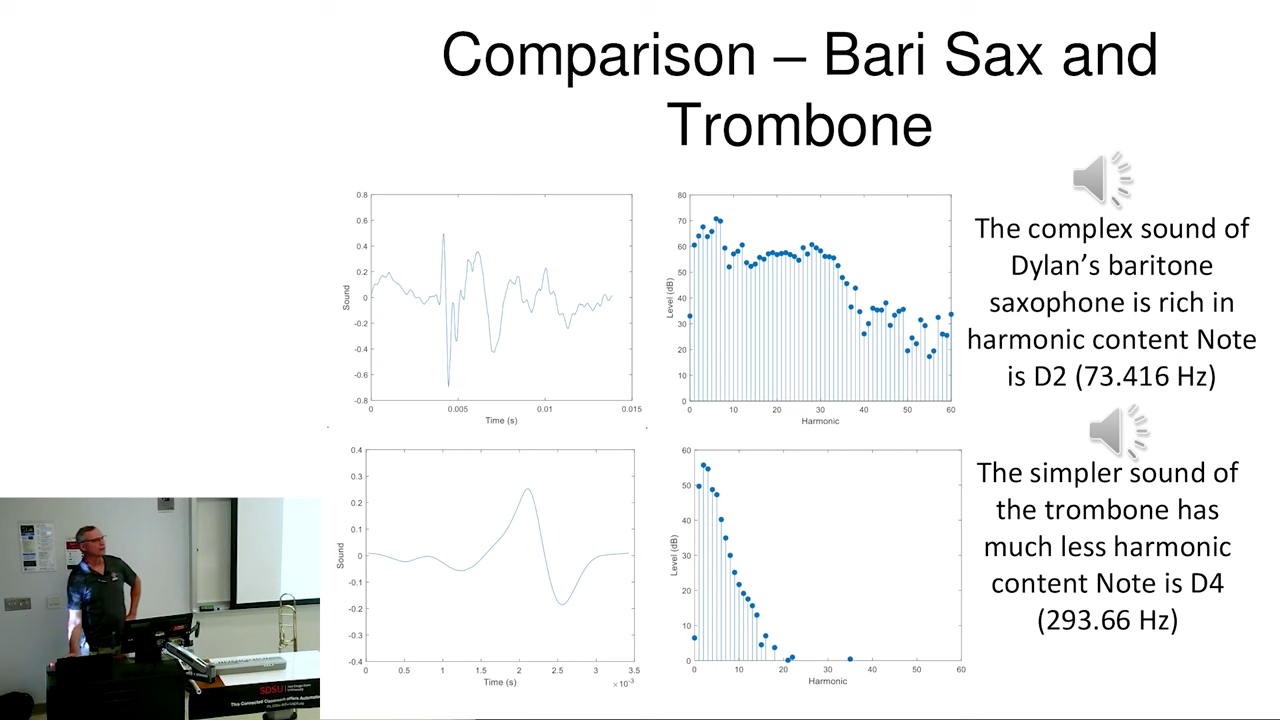 Comparison – Bari Sax and
Trombone
0.8
0.6
0.4
0.2
0
-0.2
-0.4
-0.6
-0.8
Sound
0
0.005
0.01
0.015
Time (s)
80
70
60
50
40
30
20
10
0
Level (dB)
0
10
20
30
40
50
60
Harmonic
The complex sound of
Dylan’s baritone
saxophone is rich in
harmonic content Note
is D2 (73.416 Hz)
0.4
0.3
0.2
0.1
0
-0.1
-0.2
-0.3
-0.4
Sound
0
0.5
1
1.5
2
2.5
3
3.5
Time (s)
×10⁻³
60
50
40
30
20
10
0
Level (dB)
0
10
20
30
40
50
60
Harmonic
The simpler sound of
the trombone has
much less harmonic
content Note is D4
(293.66 Hz)
SDSU
This Connected Classroom offers